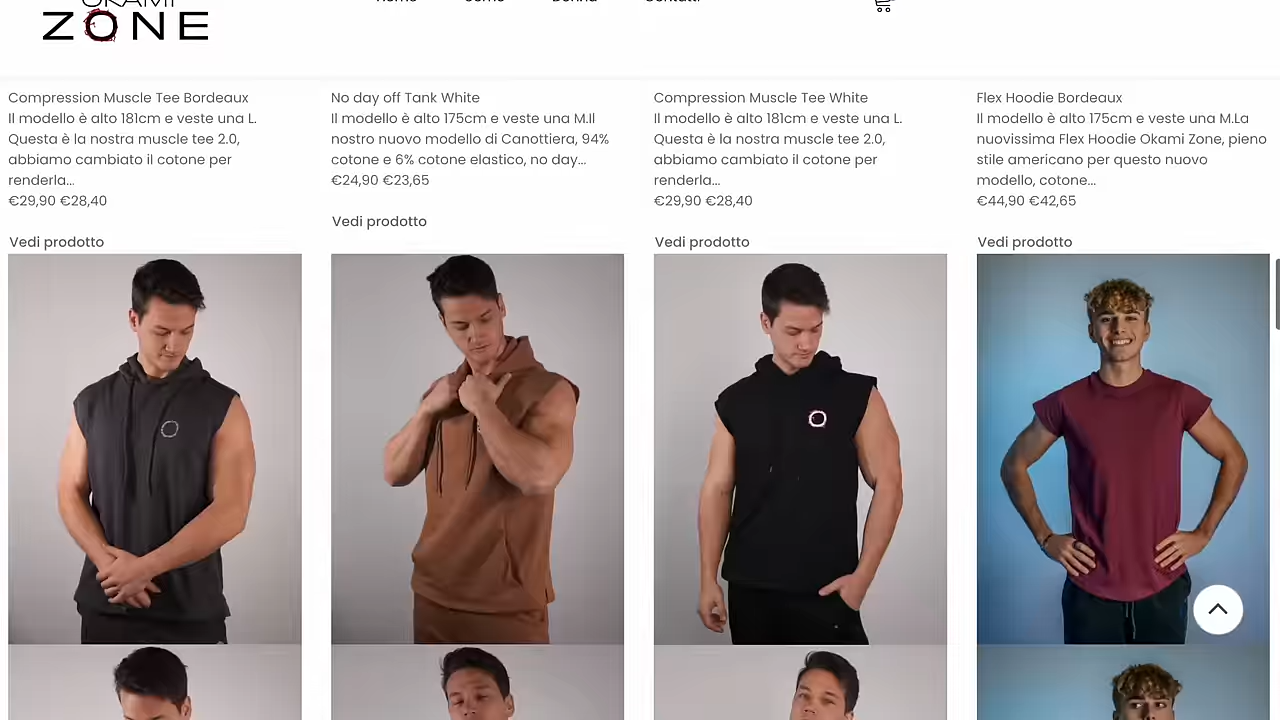 OKAMI
ZONE
Home
Uomo
Donna
Contatti
Compression Muscle Tee Bordeaux
Il modello è alto 181cm e veste una L.
Questa è la nostra muscle tee 2.0,
abbiamo cambiato il cotone per
renderla...
€29,90 €28,40
Vedi prodotto
No day off Tank White
Il modello è alto 175cm e veste una M.Il
nostro nuovo modello di Canottiera, 94%
cotone e 6% cotone elastico, no day...
€24,90 €23,65
Vedi prodotto
Compression Muscle Tee White
Il modello è alto 181cm e veste una L.
Questa è la nostra muscle tee 2.0,
abbiamo cambiato il cotone per
renderla...
€29,90 €28,40
Vedi prodotto
Flex Hoodie Bordeaux
Il modello è alto 175cm e veste una M.La
nuovissima Flex Hoodie Okami Zone, pieno
stile americano per questo nuovo
modello, cotone...
€44,90 €42,65
Vedi prodotto